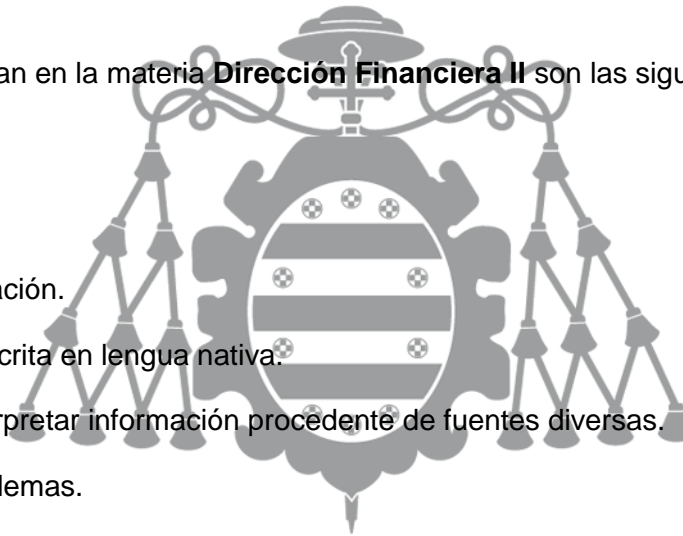 an en la materia Dirección Financiera II son las sigu
ación.
crita en lengua nativa.
rpretar información procedente de fuentes diversas.
lemas.